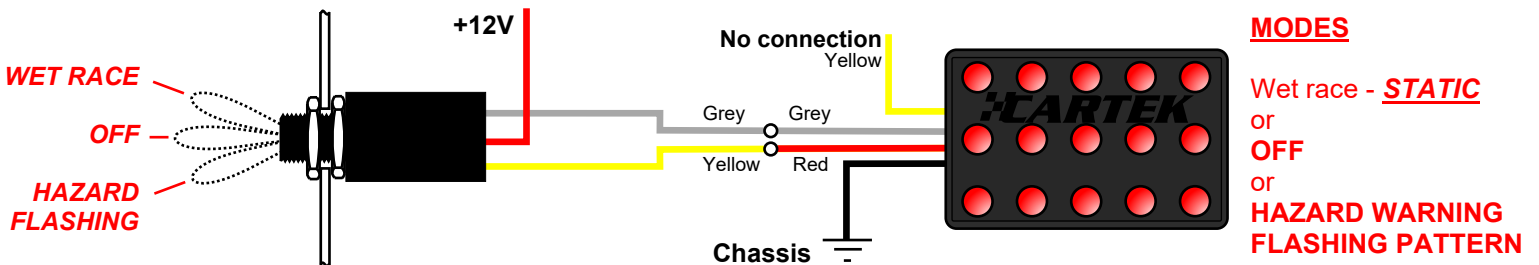 WET RACE
OFF
HAZARD
FLASHING
+12V
Grey
Yellow
Grey
Red
No connection
Yellow
Chassis
CARTEK
MODES
Wet race - STATIC
or
OFF
or
HAZARD WARNING
FLASHING PATTERN